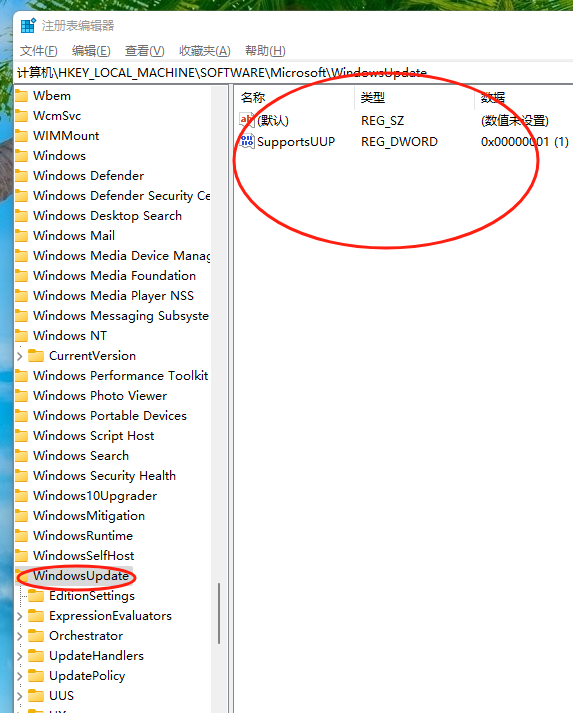 注册表编辑器
文件(F) 编辑(E) 查看(V) 收藏夹(A) 帮助(H)
计算机\HKEY_LOCAL_MACHINE\SOFTWARE\Microsoft\WindowsUpdate
Wbem
WcmSvc
WIMMount
Windows
Windows Defender
Windows Defender Security Ce
Windows Desktop Search
Windows Mail
Windows Media Device Manag
Windows Media Foundation
Windows Media Player NSS
Windows Messaging Subsyste
Windows NT
CurrentVersion
Windows Performance Toolkit
Windows Photo Viewer
Windows Portable Devices
Windows Script Host
Windows Search
Windows Security Health
Windows10Upgrader
WindowsMitigation
WindowsRuntime
WindowsSelfHost
WindowsUpdate
EditionSettings
ExpressionEvaluators
Orchestrator
UpdateHandlers
UpdatePolicy
UUS
名称 类型 数据
(默认) REG_SZ (数值未设置)
SupportsUUP REG_DWORD 0x00000001 (1)